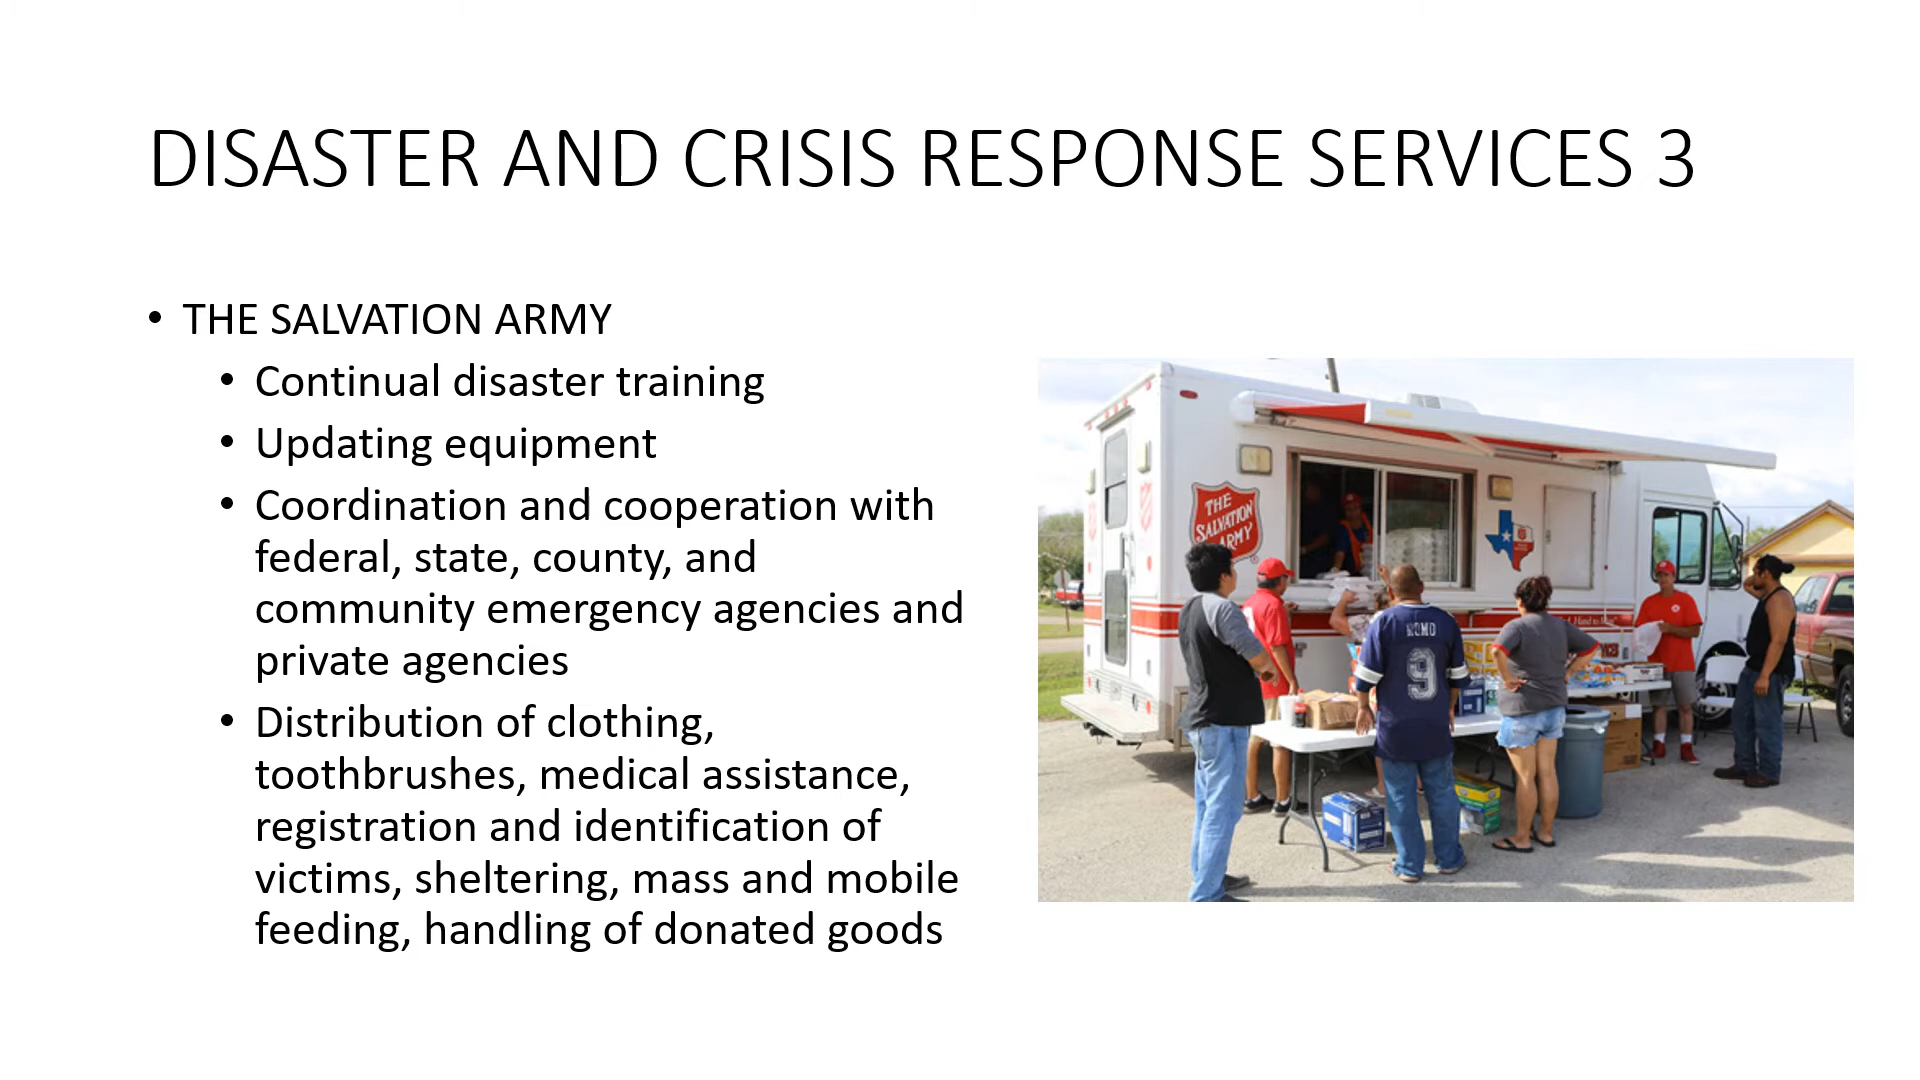 DISASTER AND CRISIS RESPONSE SERVICES 3
• THE SALVATION ARMY
• Continual disaster training
• Updating equipment
• Coordination and cooperation with
federal, state, county, and
community emergency agencies and
private agencies
• Distribution of clothing,
toothbrushes, medical assistance,
registration and identification of
victims, sheltering, mass and mobile
feeding, handling of donated goods
THE
SALVATION
ARMY
ROMO
9